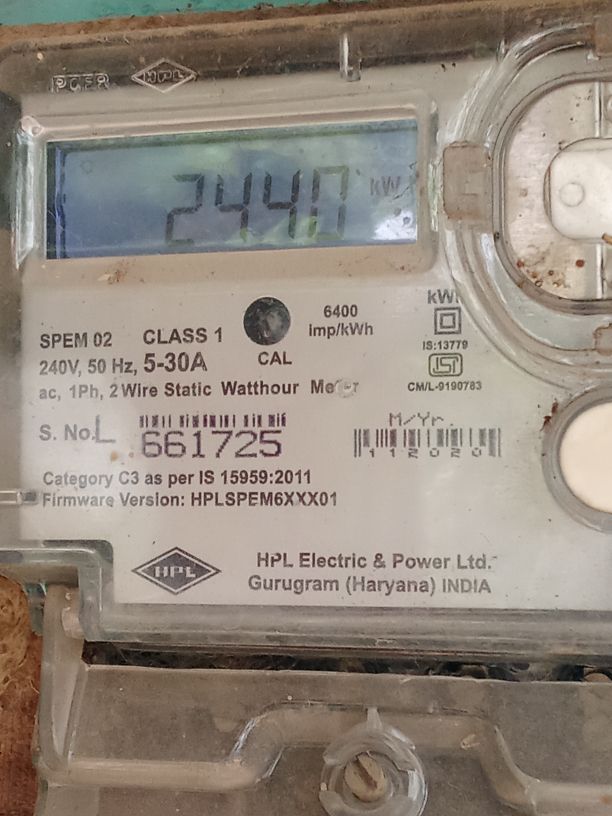 HPL
2440 kW
kWh
SPEM 02 CLASS 1
6400
imp/kWh
240V, 50 Hz, 5-30A
CAL
IS:13779
ISI
CM/L-9190783
ac, 1Ph, 2 Wire Static Watthour Meter
S. No. L 661725
M/Yr.
112020
Category C3 as per IS 15959:2011
Firmware Version: HPLSPEM6XXX01
HPL
HPL Electric & Power Ltd.
Gurugram (Haryana) INDIA